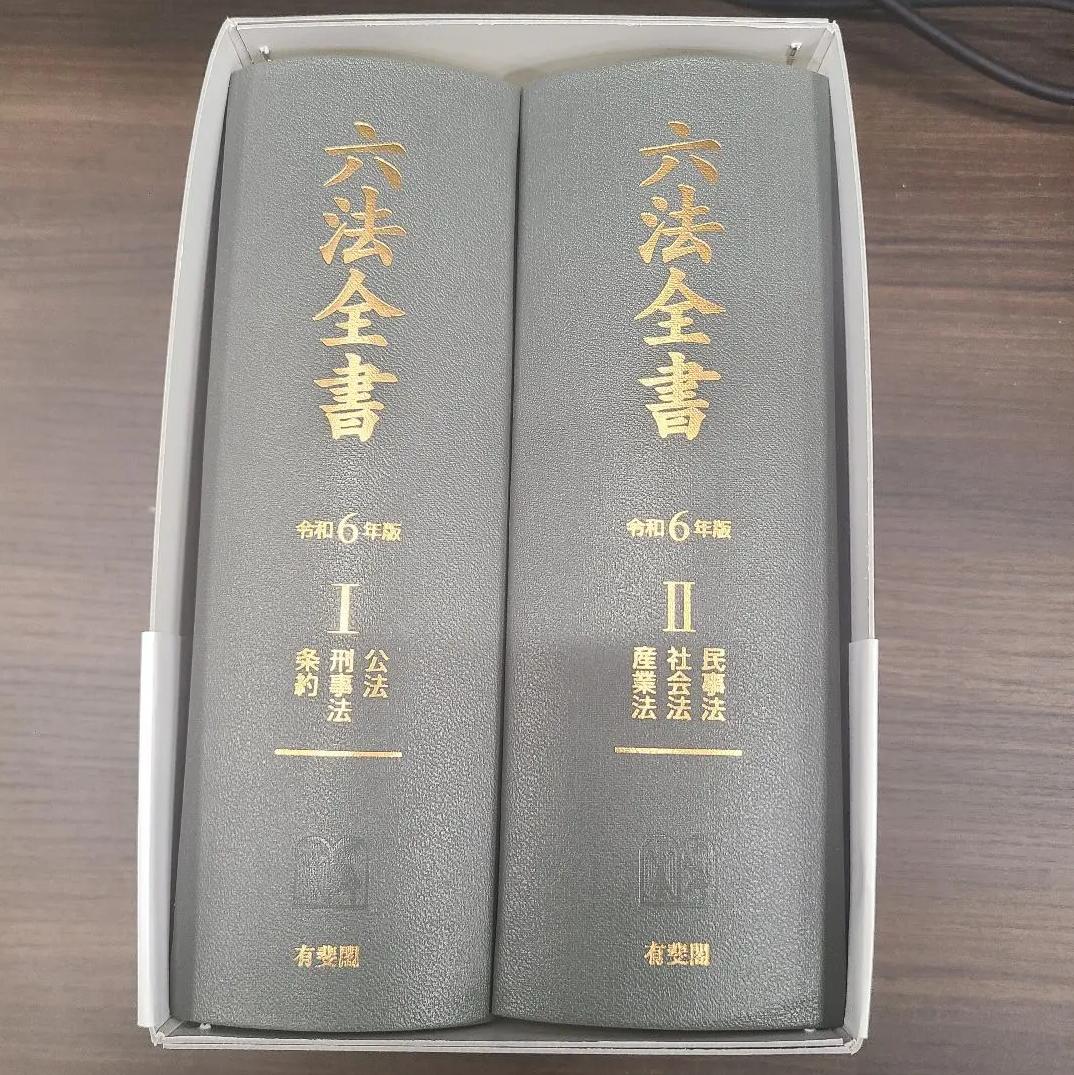 六法全書
令和6年版
I
公法
刑事法
条約
有斐閣
六法全書
令和6年版
II
民事法
社会法
産業法
有斐閣